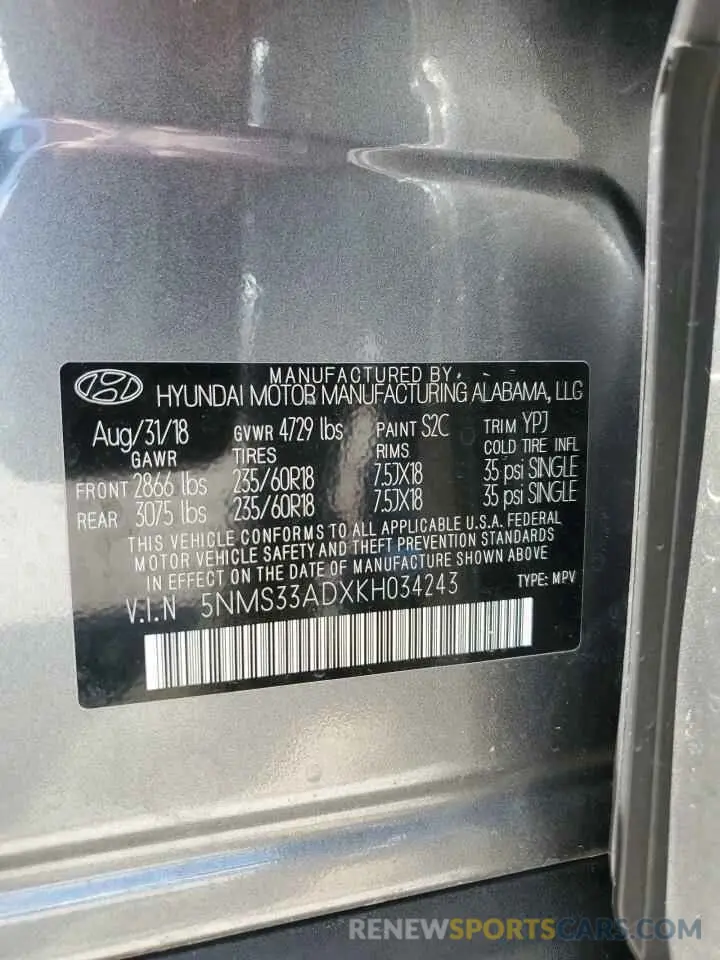 MANUFACTURED BY
HYUNDAI MOTOR MANUFACTURING ALABAMA, LLC
Aug/31/18 GVWR 4729 lbs PAINT S2C TRIM YPJ
GAWR TIRES RIMS COLD TIRE INFL
FRONT 2866 lbs 235/60R18 7.5JX18 35 psi SINGLE
REAR 3075 lbs 235/60R18 7.5JX18 35 psi SINGLE
THIS VEHICLE CONFORMS TO ALL APPLICABLE U.S.A. FEDERAL
MOTOR VEHICLE SAFETY AND THEFT PREVENTION STANDARDS
IN EFFECT ON THE DATE OF MANUFACTURE SHOWN ABOVE
V.I.N 5NMS33ADXKH034243 TYPE: MPV
RENEWSPORTSCARS.COM